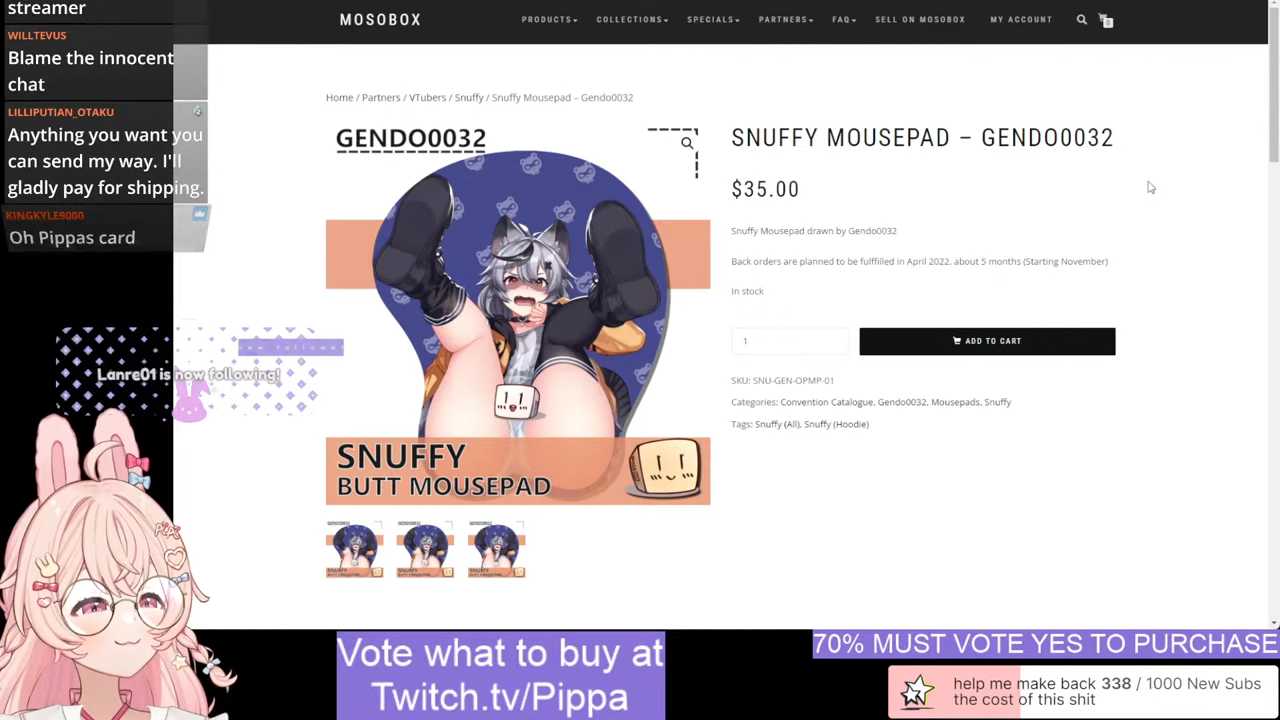 streamer
WILLTEVUS
Blame the innocent
chat
LILLIPUTIAN_OTAKU
Anything you want you
can send my way. I'll
gladly pay for shipping.
KINGKYLE9000
Oh Pippas card
Lanre01 is now following!
MOSOBOX
PRODUCTS
COLLECTIONS
SPECIALS
PARTNERS
FAQ
SELL ON MOSOBOX
MY ACCOUNT
0
Home / Partners / VTubers / Snuffy / Snuffy Mousepad – Gendo0032
GENDO0032
SNUFFY
BUTT MOUSEPAD
SNUFFY MOUSEPAD – GENDO0032
$35.00
Snuffy Mousepad drawn by Gendo0032
Back orders are planned to be fullfilled in April 2022, about 5 months (Starting November)
In stock
1
ADD TO CART
SKU: SNU-GEN-OPMP-01
Categories: Convention Catalogue, Gendo0032, Mousepads, Snuffy
Tags: Snuffy (All), Snuffy (Hoodie)
Vote what to buy at
Twitch.tv/Pippa
70% MUST VOTE YES TO PURCHASE
help me make back 338 / 1000 New Subs
the cost of this shit